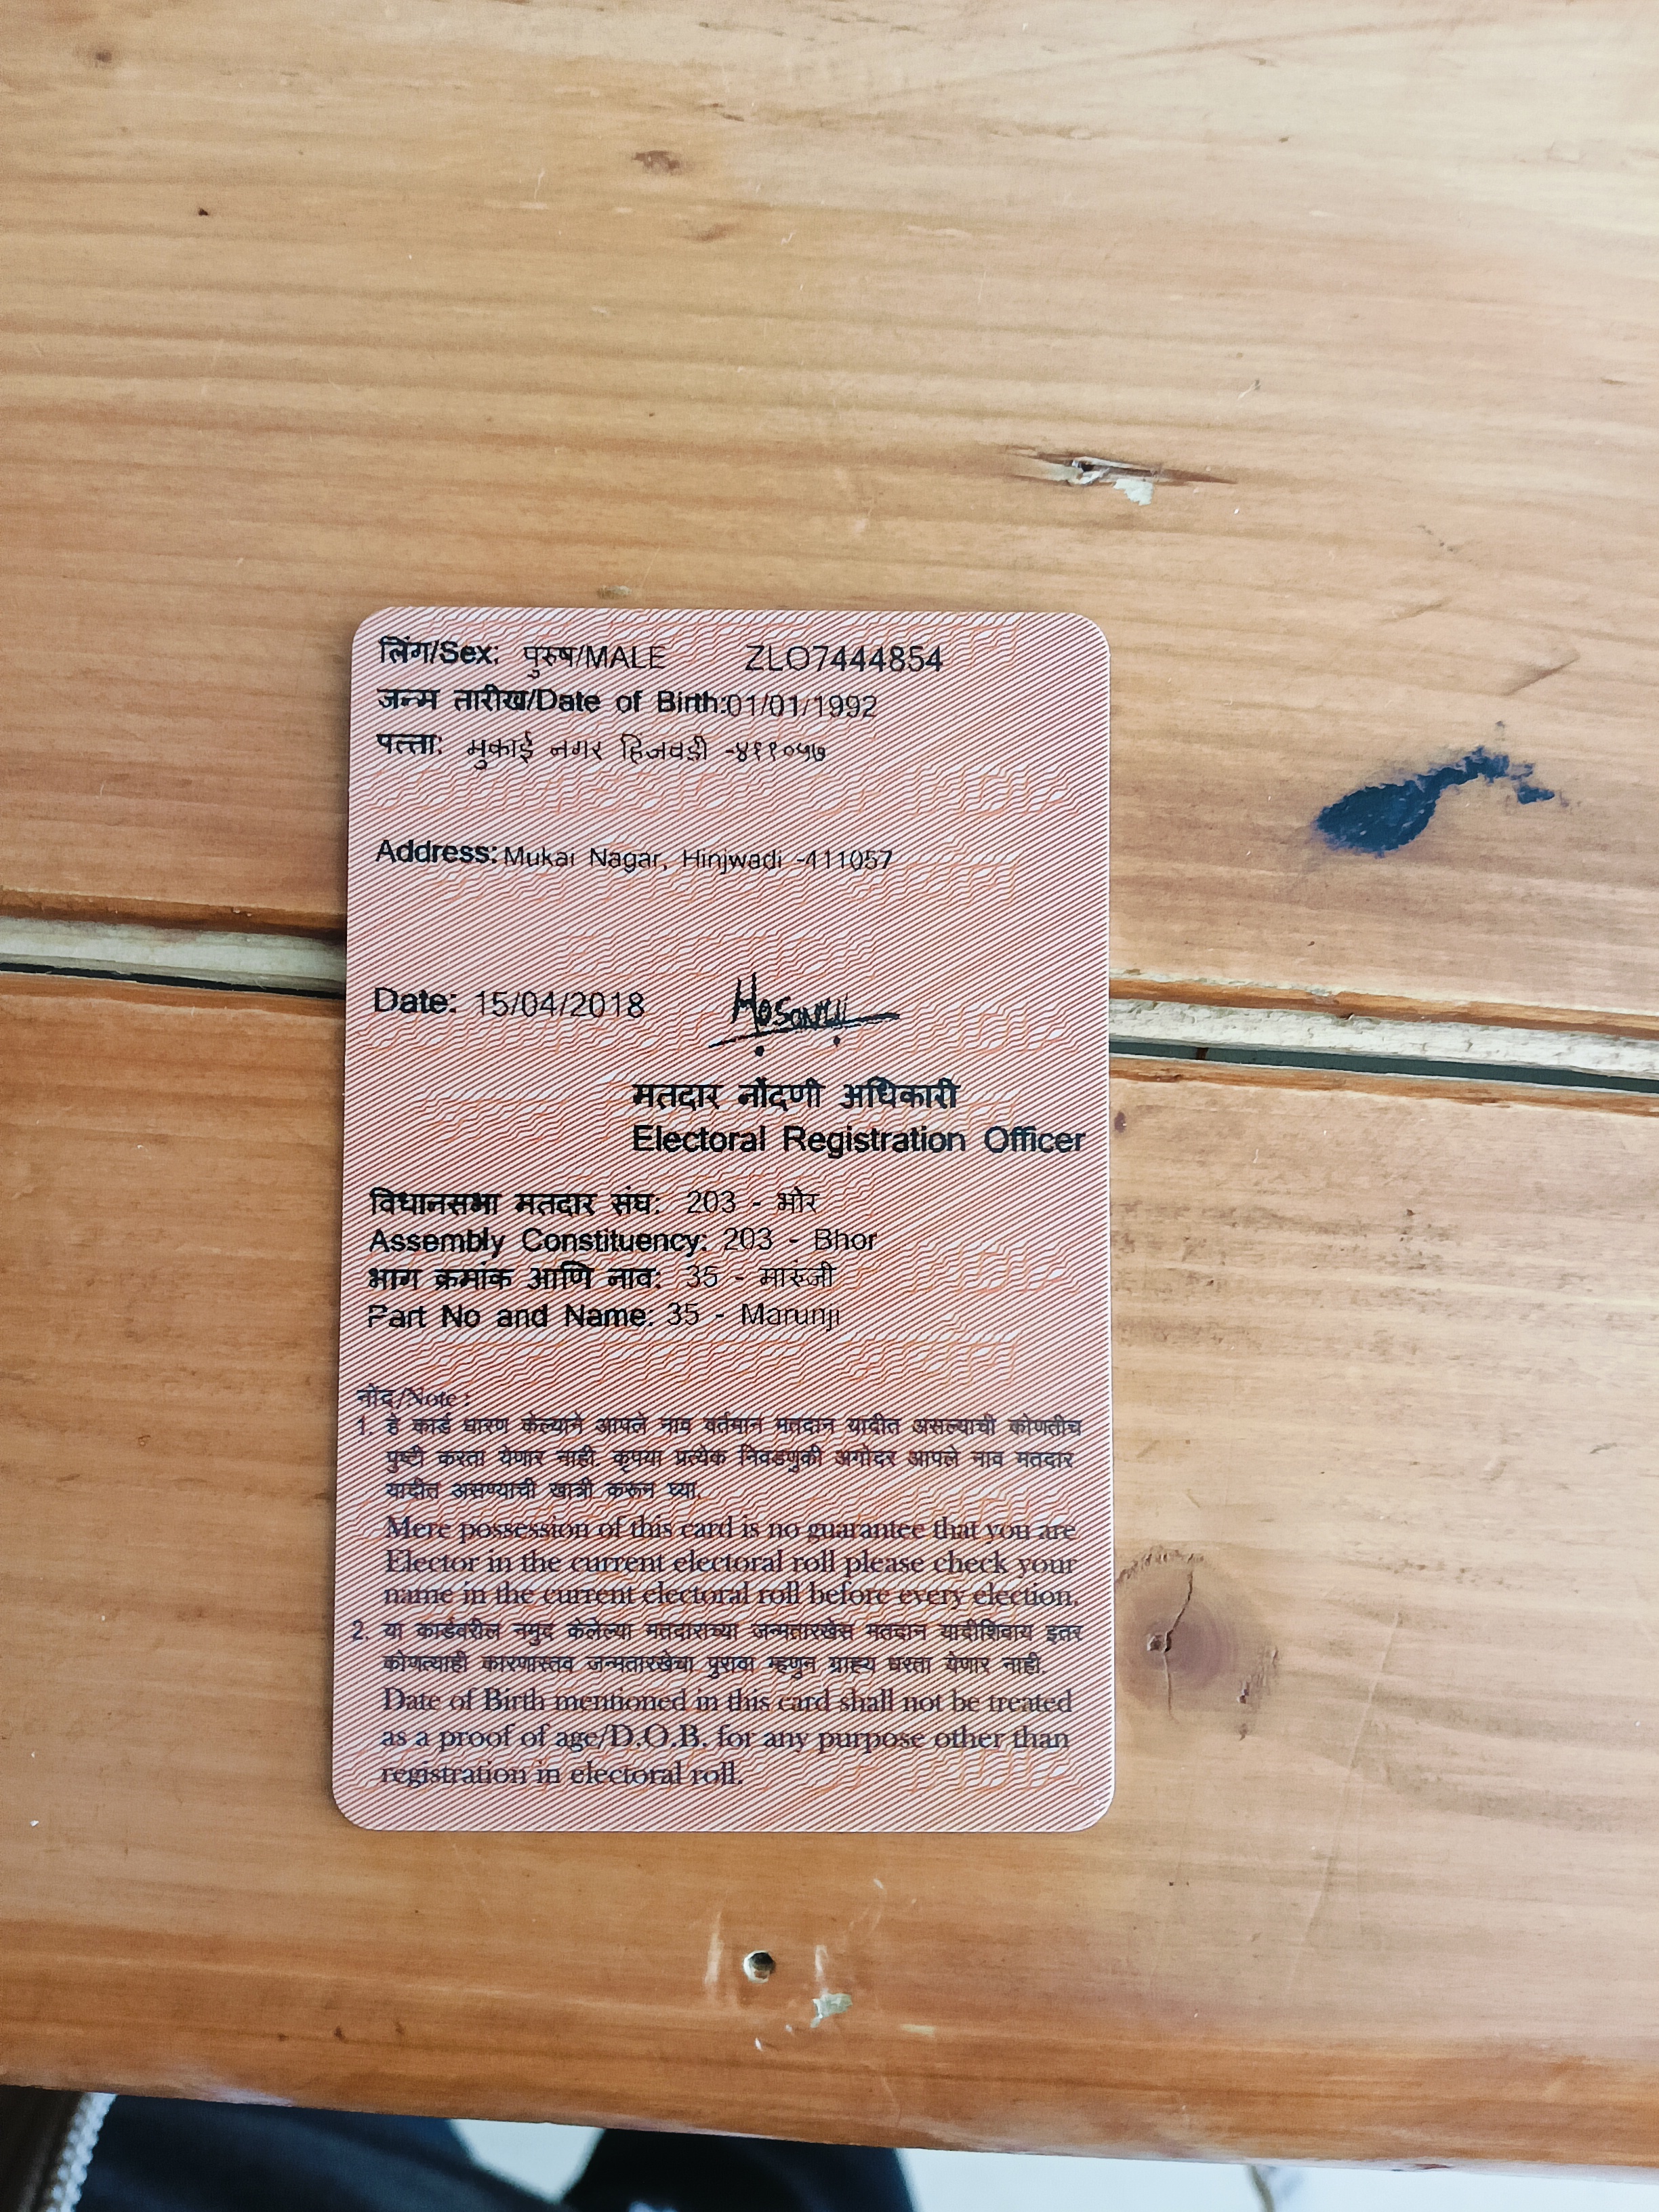 लिंग/Sex: पुरुष/MALE ZLO7444854
जन्म तारीख/Date of Birth:01/01/1992
पत्ता: मुकाई नगर हिंजवडी -४११०५७
Address: Mukai Nagar, Hinjwadi -411057
Date: 15/04/2018
मतदार नोंदणी अधिकारी
Electoral Registration Officer
विधानसभा मतदार संघ: 203 - भोर
Assembly Constituency: 203 - Bhor
भाग क्रमांक आणि नाव: 35 - मारुंजी
Part No and Name: 35 - Marunji
नोंद/Note :
1. हे कार्ड धारण केल्याने आपले नाव वर्तमान मतदान यादीत असल्याची कोणतीच
पुष्टी करता येणार नाही. कृपया प्रत्येक निवडणुकी अगोदर आपले नाव मतदार
यादीत असण्याची खात्री करून घ्या.
Mere possession of this card is no guarantee that you are
Elector in the current electoral roll please check your
name in the current electoral roll before every election.
2. या कार्डवरील नमुद केलेल्या मतदाराच्या जन्मतारखेस मतदान यादीशिवाय इतर
कोणत्याही कारणास्तव जन्मतारखेचा पुरावा म्हणुन ग्राह्य धरता येणार नाही.
Date of Birth mentioned in this card shall not be treated
as a proof of age/D.O.B. for any purpose other than
registration in electoral roll.